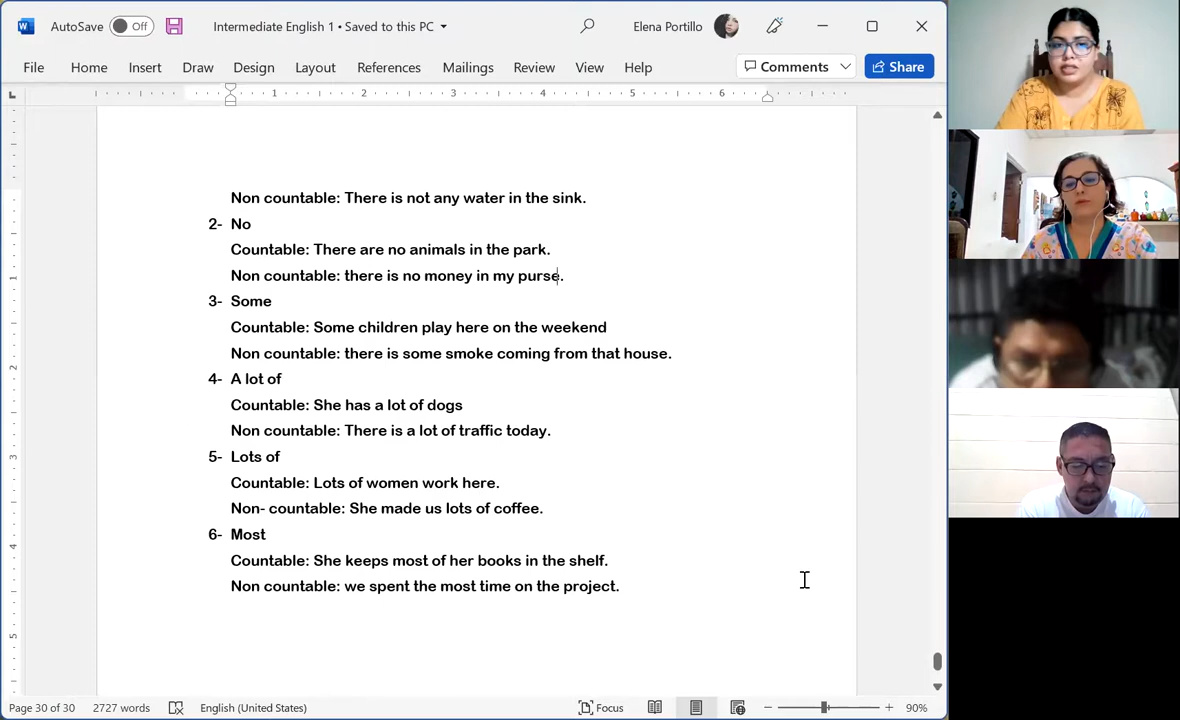 AutoSave Off Intermediate English 1 • Saved to this PC Elena Portillo
File Home Insert Draw Design Layout References Mailings Review View Help Comments Share
1 2 3 4 5 6
Non countable: There is not any water in the sink.
2- No
Countable: There are no animals in the park.
Non countable: there is no money in my purse.
3- Some
Countable: Some children play here on the weekend
Non countable: there is some smoke coming from that house.
4- A lot of
Countable: She has a lot of dogs
Non countable: There is a lot of traffic today.
5- Lots of
Countable: Lots of women work here.
Non- countable: She made us lots of coffee.
6- Most
Countable: She keeps most of her books in the shelf.
Non countable: we spent the most time on the project.
Page 30 of 30 2727 words English (United States) Focus 90%